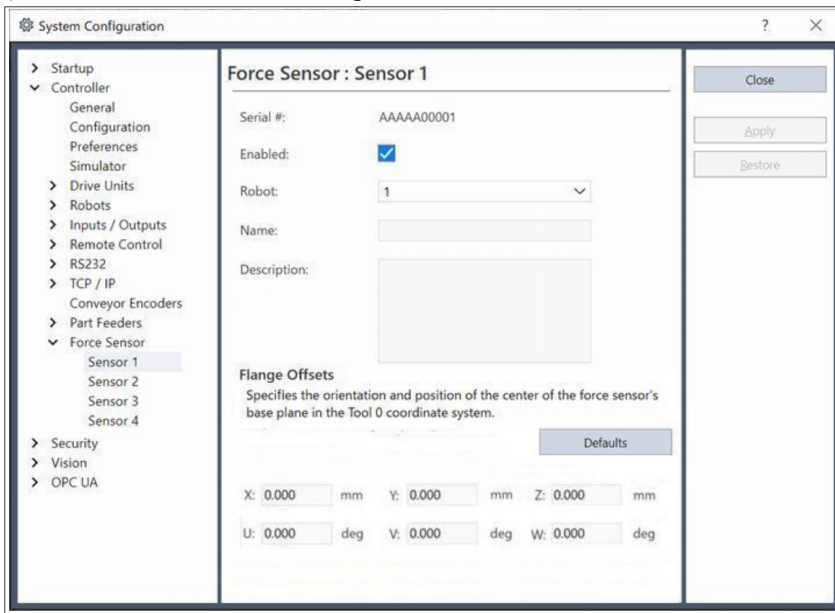 System Configuration
?
Startup
Controller
General
Configuration
Preferences
Simulator
Drive Units
Robots
Inputs / Outputs
Remote Control
RS232
TCP / IP
Conveyor Encoders
Part Feeders
Force Sensor
Sensor 1
Sensor 2
Sensor 3
Sensor 4
Security
Vision
OPC UA
Force Sensor : Sensor 1
Serial #: AAAAA00001
Enabled:
Robot: 1
Name:
Description:
Flange Offsets
Specifies the orientation and position of the center of the force sensor's
base plane in the Tool 0 coordinate system.
Defaults
X: 0.000 mm Y: 0.000 mm Z: 0.000 mm
U: 0.000 deg V: 0.000 deg W: 0.000 deg
Close
Apply
Restore